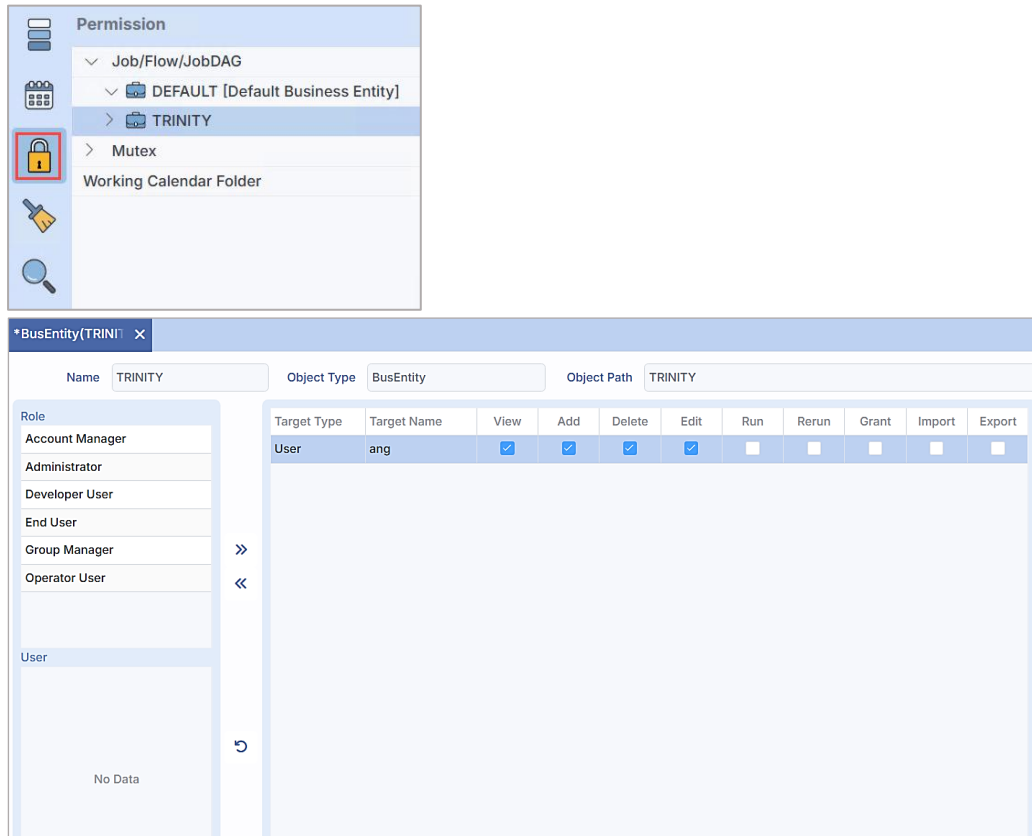 Permission
Job/Flow/JobDAG
DEFAULT [Default Business Entity]
TRINITY
Mutex
Working Calendar Folder
*BusEntity(TRINIT
Name TRINITY Object Type BusEntity Object Path TRINITY
Role
Account Manager
Administrator
Developer User
End User
Group Manager
Operator User
User
No Data
Target Type Target Name View Add Delete Edit Run Rerun Grant Import Export
User ang